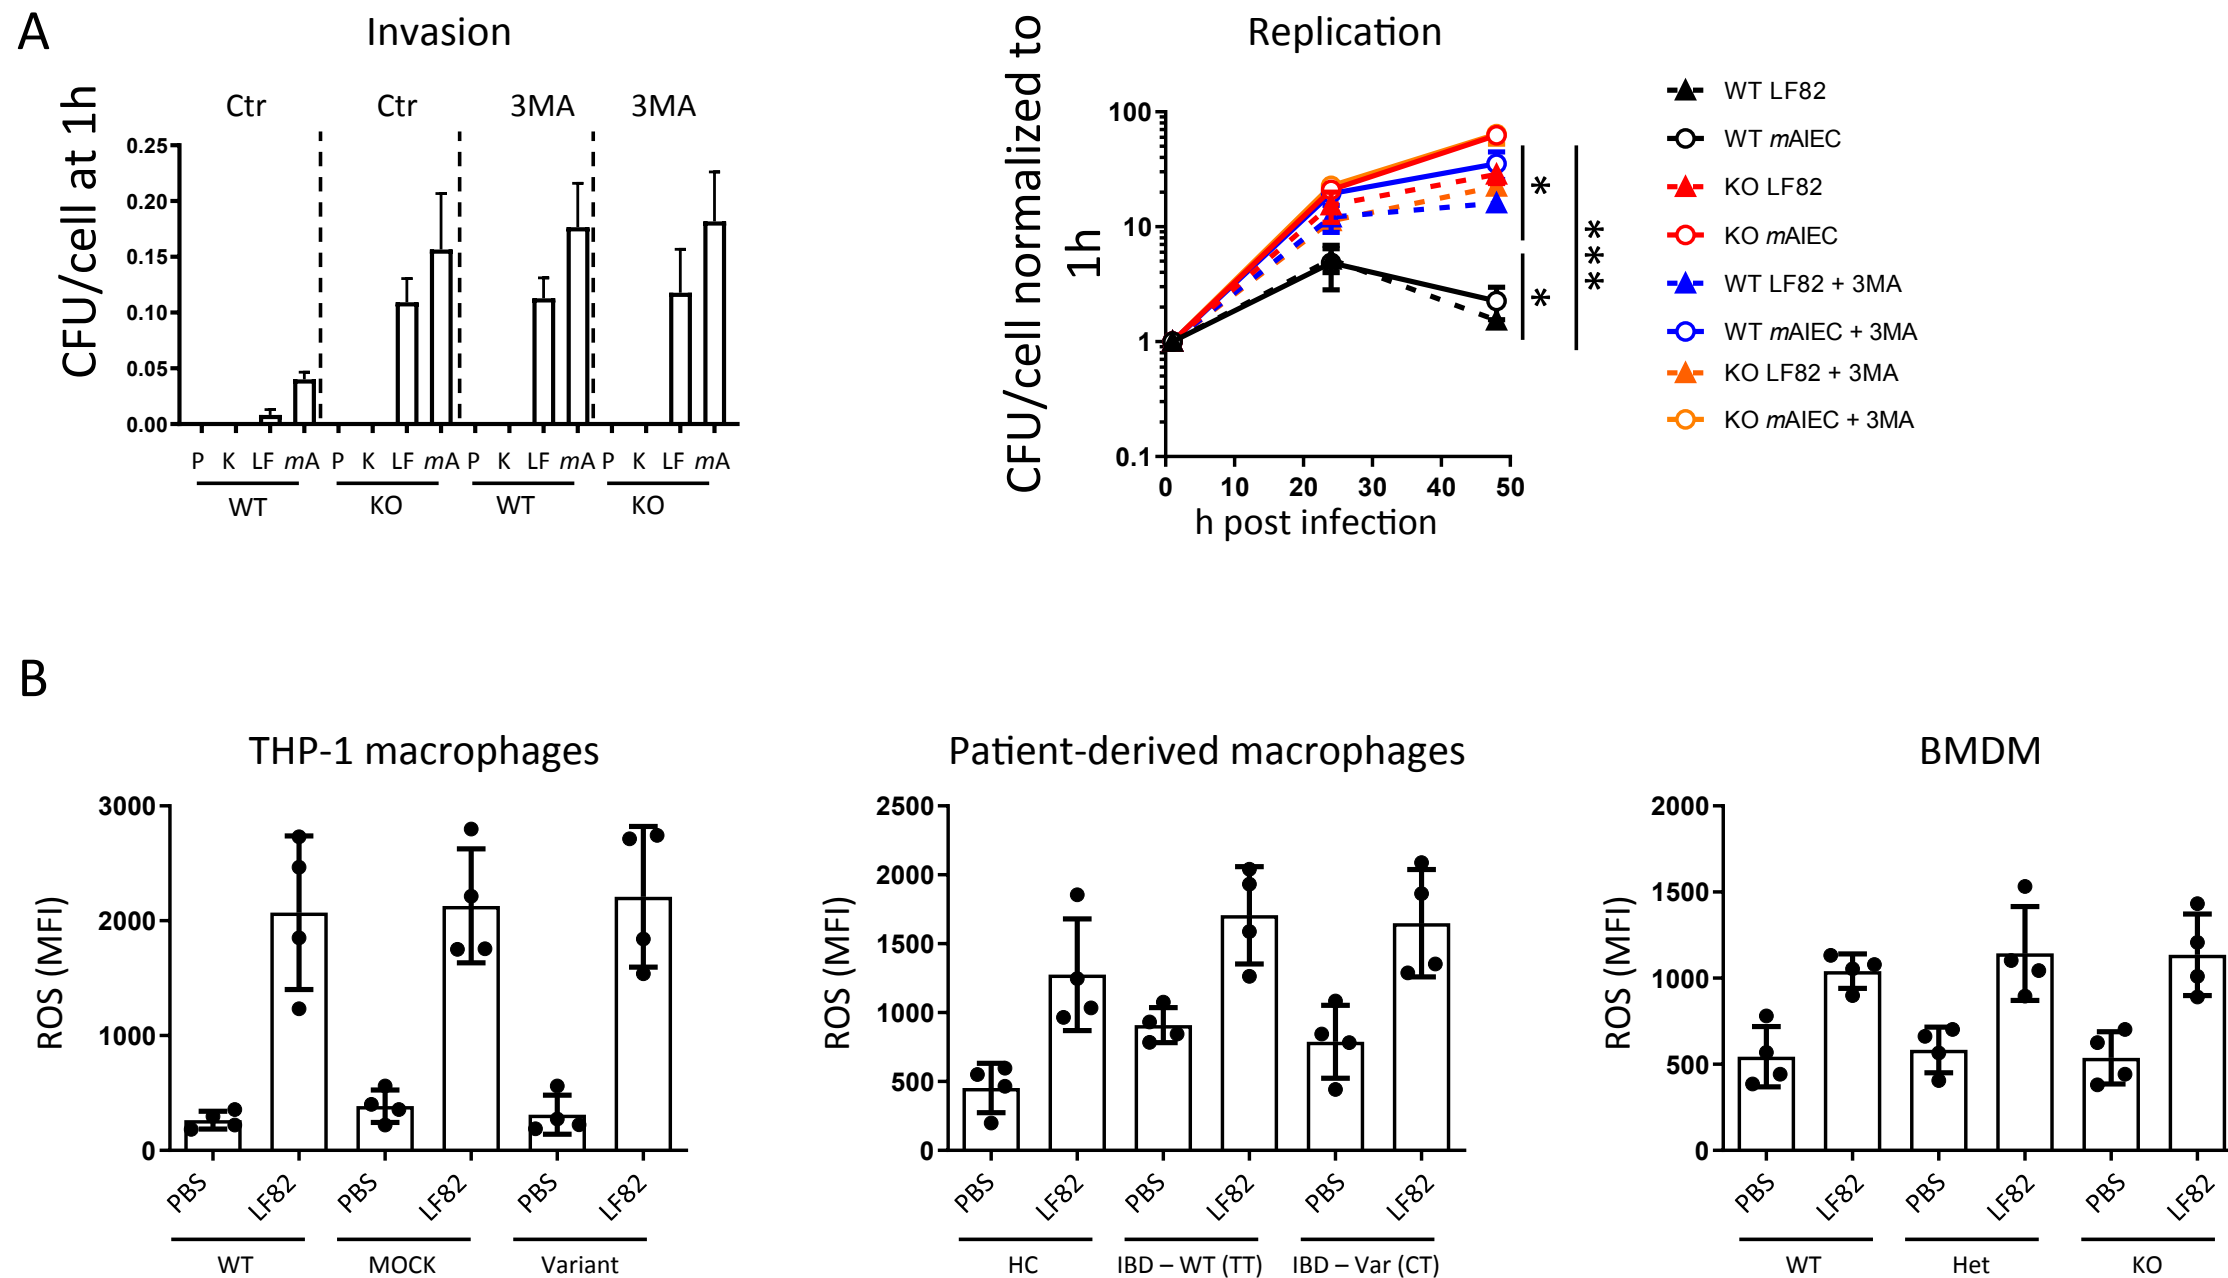 A
Invasion
Ctr Ctr 3MA 3MA
CFU/cell at 1h
0.25
0.20
0.15
0.10
0.05
0.00
P K LF mA P K LF mA P K LF mA P K LF mA
WT KO WT KO
Replication
CFU/cell normalized to
1h
100
10
1
0.1
0 10 20 30 40 50
h post infection
*
*
***
WT LF82
WT mAIEC
KO LF82
KO mAIEC
WT LF82 + 3MA
WT mAIEC + 3MA
KO LF82 + 3MA
KO mAIEC + 3MA
B
THP-1 macrophages
ROS (MFI)
3000
2000
1000
0
PBS LF82 PBS LF82 PBS LF82
WT MOCK Variant
Patient-derived macrophages
ROS (MFI)
2500
2000
1500
1000
500
0
PBS LF82 PBS LF82 PBS LF82
HC IBD – WT (TT) IBD – Var (CT)
BMDM
ROS (MFI)
2000
1500
1000
500
0
PBS LF82 PBS LF82 PBS LF82
WT Het KO